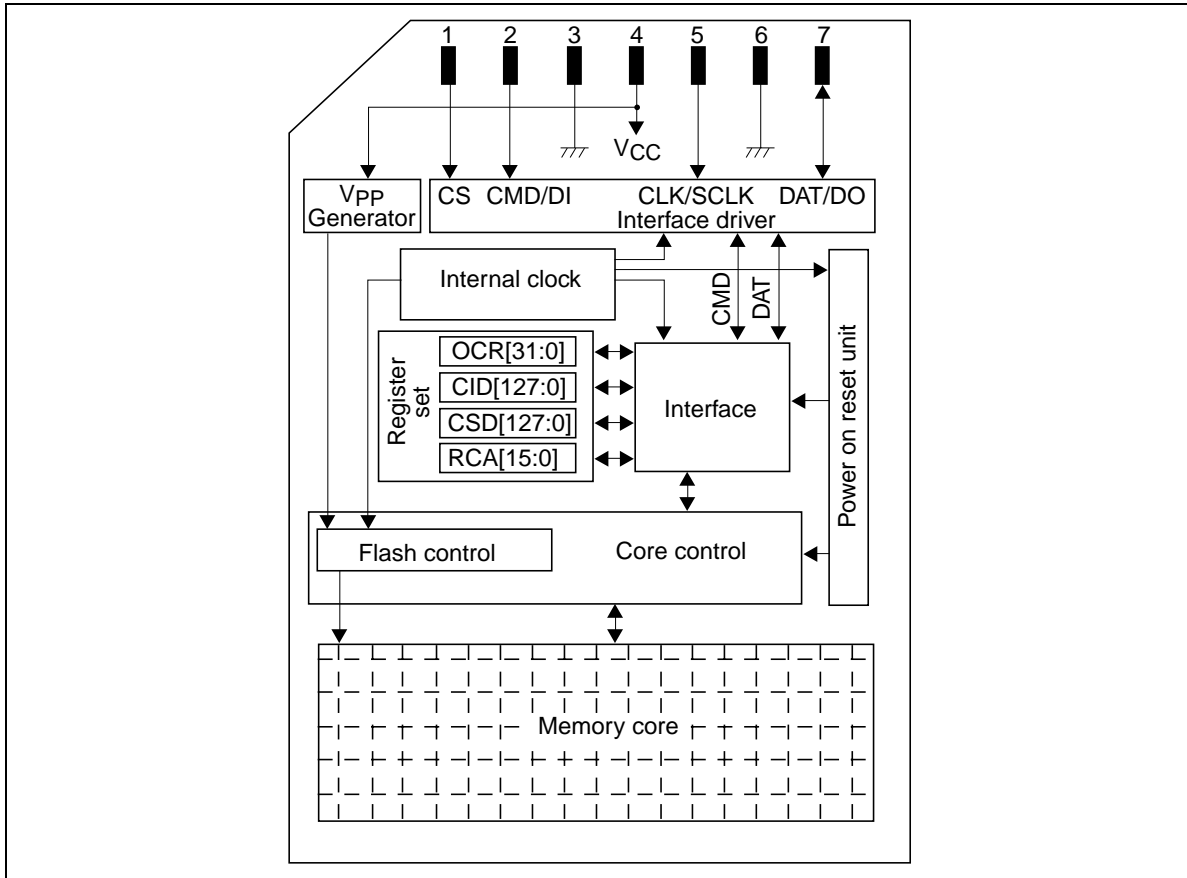 1 2 3 4 5 6 7
VCC
VPP
Generator
CS CMD/DI CLK/SCLK DAT/DO
Interface driver
Internal clock
CMD
DAT
Register
set
OCR[31:0]
CID[127:0]
CSD[127:0]
RCA[15:0]
Interface
Power on reset unit
Flash control
Core control
Memory core